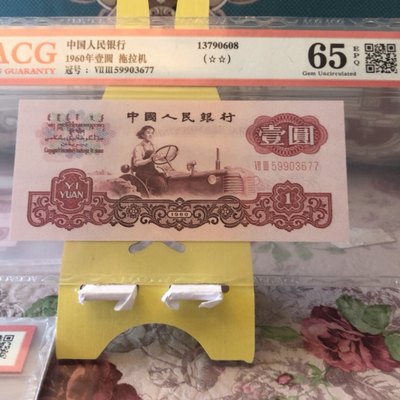 ACG
GUARANTY
中国人民银行
1960年壹圆 拖拉机
冠号：VII III 59903677
13790608
(☆☆)
65
EPQ
Gem Uncirculated
中國人民銀行
壹圓
VII III 59903677
YI
YUAN
1960
1